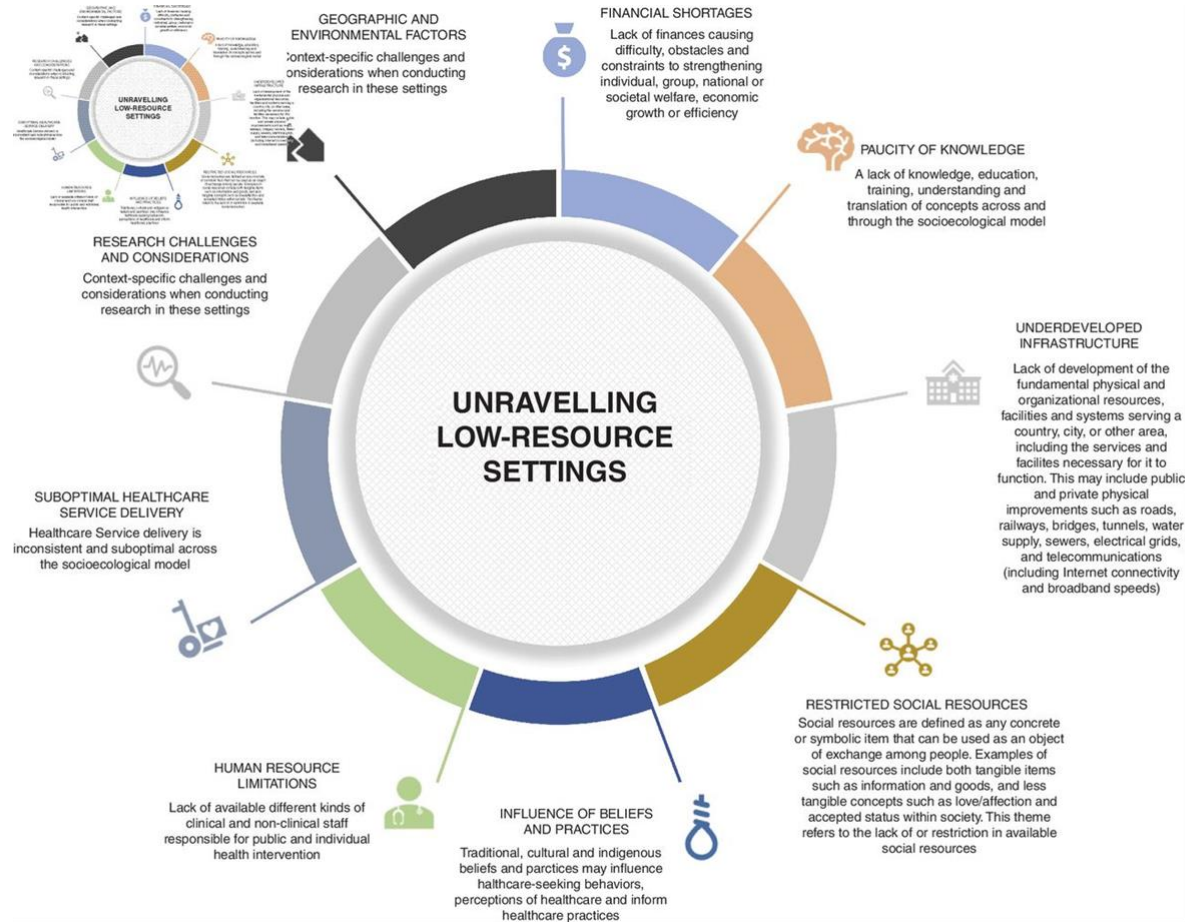 UNRAVELLING
LOW-RESOURCE
SETTINGS
GEOGRAPHIC AND
ENVIRONMENTAL FACTORS
Context-specific challenges and
onsiderations when conducting
research in these settings
FINANCIAL SHORTAGES
Lack of finances causing
difficulty, obstacles and
constraints to strengthening
individual, group, national or
societal welfare, economic
growth or efficiency
$
PAUCITY OF KNOWLEDGE
A lack of knowledge, education,
training, understanding and
translation of concepts across and
through the socioecological model
UNDERDEVELOPED
INFRASTRUCTURE
Lack of development of the
fundamental physical and
organizational resources,
facilities and systems serving a
country, city, or other area,
including the services and
facilites necessary for it to
function. This may include public
and private physical
improvements such as roads,
railways, bridges, tunnels, water
supply, sewers, electrical grids,
and telecommunications
(including Internet connectivity
and broadband speeds)
RESTRICTED SOCIAL RESOURCES
Social resources are defined as any concrete
or symbolic item that can be used as an object
of exchange among people. Examples of
social resources include both tangible items
such as information and goods, and less
tangible concepts such as love/affection and
accepted status within society. This theme
refers to the lack of or restriction in available
social resources
INFLUENCE OF BELIEFS
AND PRACTICES
Traditional, cultural and indigenous
beliefs and parctices may influence
halthcare-seeking behaviors,
perceptions of healthcare and inform
healthcare practices
HUMAN RESOURCE
LIMITATIONS
Lack of available different kinds of
clinical and non-clinical staff
responsible for public and individual
health intervention
SUBOPTIMAL HEALTHCARE
SERVICE DELIVERY
Healthcare Service delivery is
inconsistent and suboptimal across
the socioecological model
RESEARCH CHALLENGES
AND CONSIDERATIONS
Context-specific challenges and
considerations when conducting
research in these settings
UNRAVELLING
LOW-RESOURCE
SETTINGS